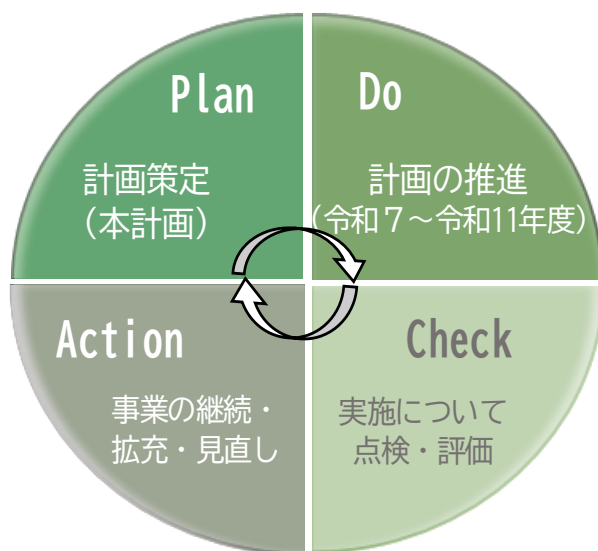 Plan
計画策定
（本計画）
Do
計画の推進
（令和７～令和11年度）
Check
実施について
点検・評価
Action
事業の継続・
拡充・見直し